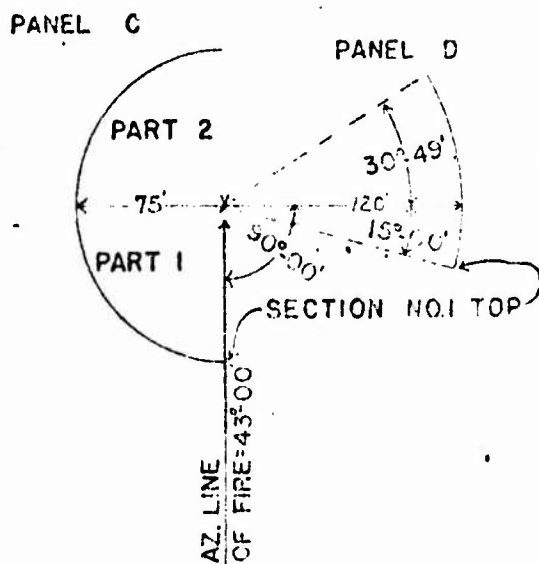 PANEL C
PANEL D
PART 2
30°-49'
75'
120'
15°-00'
90°-00'
PART 1
SECTION NO.1 TOP
AZ. LINE
OF FIRE=43°-00'